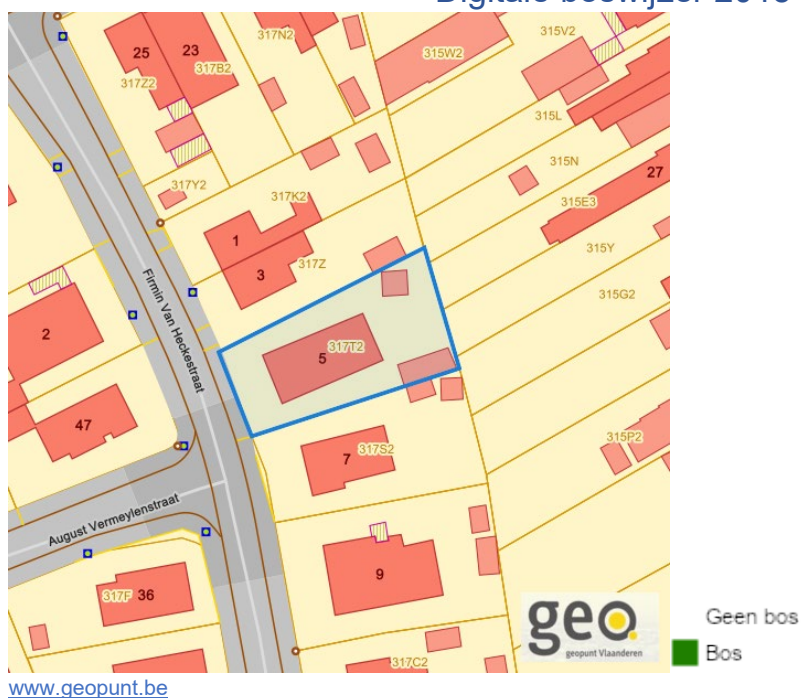 25
23
317N2
317B2
317Z2
315W2
315V2
315L
315N
27
317Y2
317K2
315E3
1
3
317Z
315Y
315G2
Firmin Van Heckestraat
2
5
317T2
47
7
317S2
315P2
August Vermeylenstraat
9
317F 36
317C2
geo.
geopunt Vlaanderen
Geen bos
Bos
www.geopunt.be